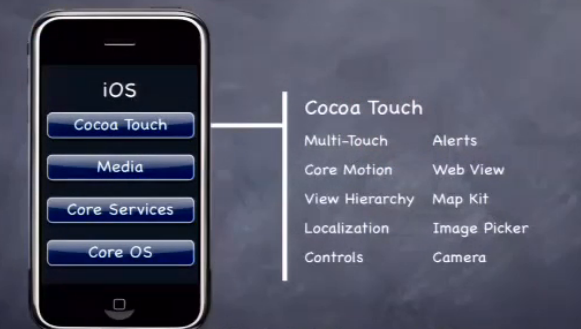 iOS
Cocoa Touch
Media
Core Services
Core OS
Cocoa Touch
Multi-Touch
Alerts
Core Motion
Web View
View Hierarchy
Map Kit
Localization
Image Picker
Controls
Camera